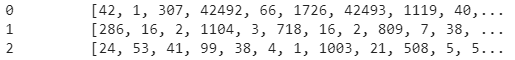 0 [42, 1, 307, 42492, 66, 1726, 42493, 1119, 40,...
1 [286, 16, 2, 1104, 3, 718, 16, 2, 809, 7, 38, ...
2 [24, 53, 41, 99, 38, 4, 1, 1003, 21, 508, 5, 5...